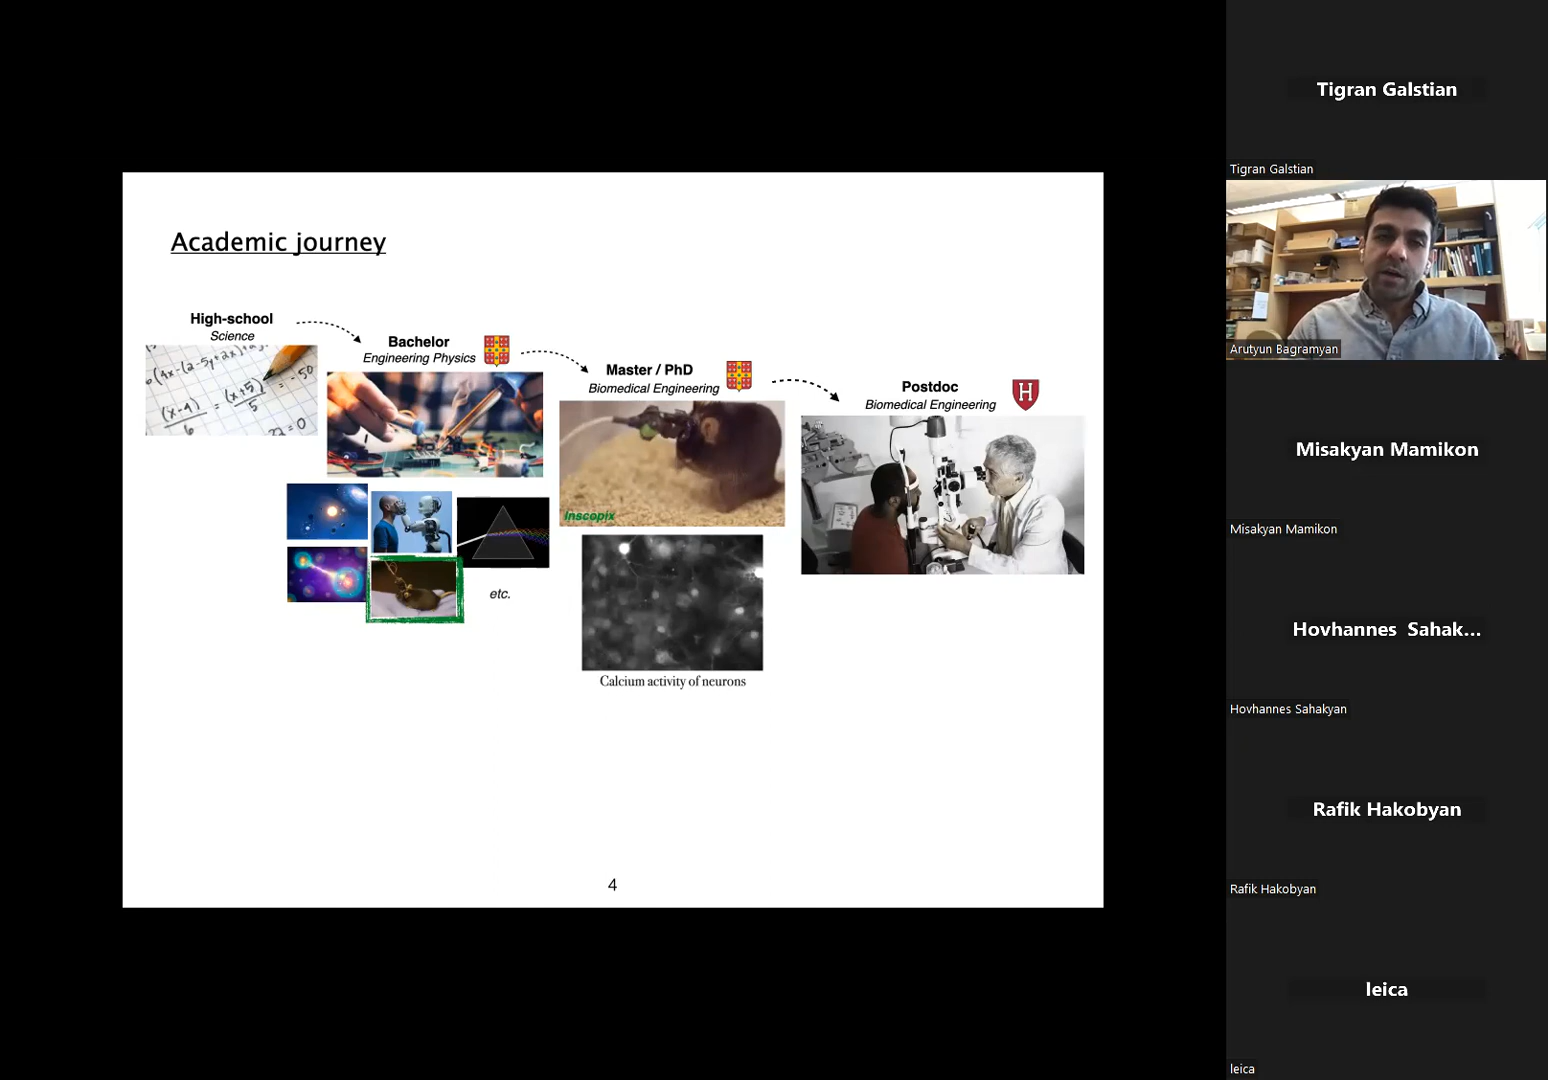 Academic journey
High-school
Science
Bachelor
Engineering Physics
Master / PhD
Biomedical Engineering
Postdoc
Biomedical Engineering
H
inscopix
etc.
Calcium activity of neurons
4
Tigran Galstian
Tigran Galstian
Arutyun Bagramyan
Misakyan Mamikon
Misakyan Mamikon
Hovhannes Sahak...
Hovhannes Sahakyan
Rafik Hakobyan
Rafik Hakobyan
leica
leica